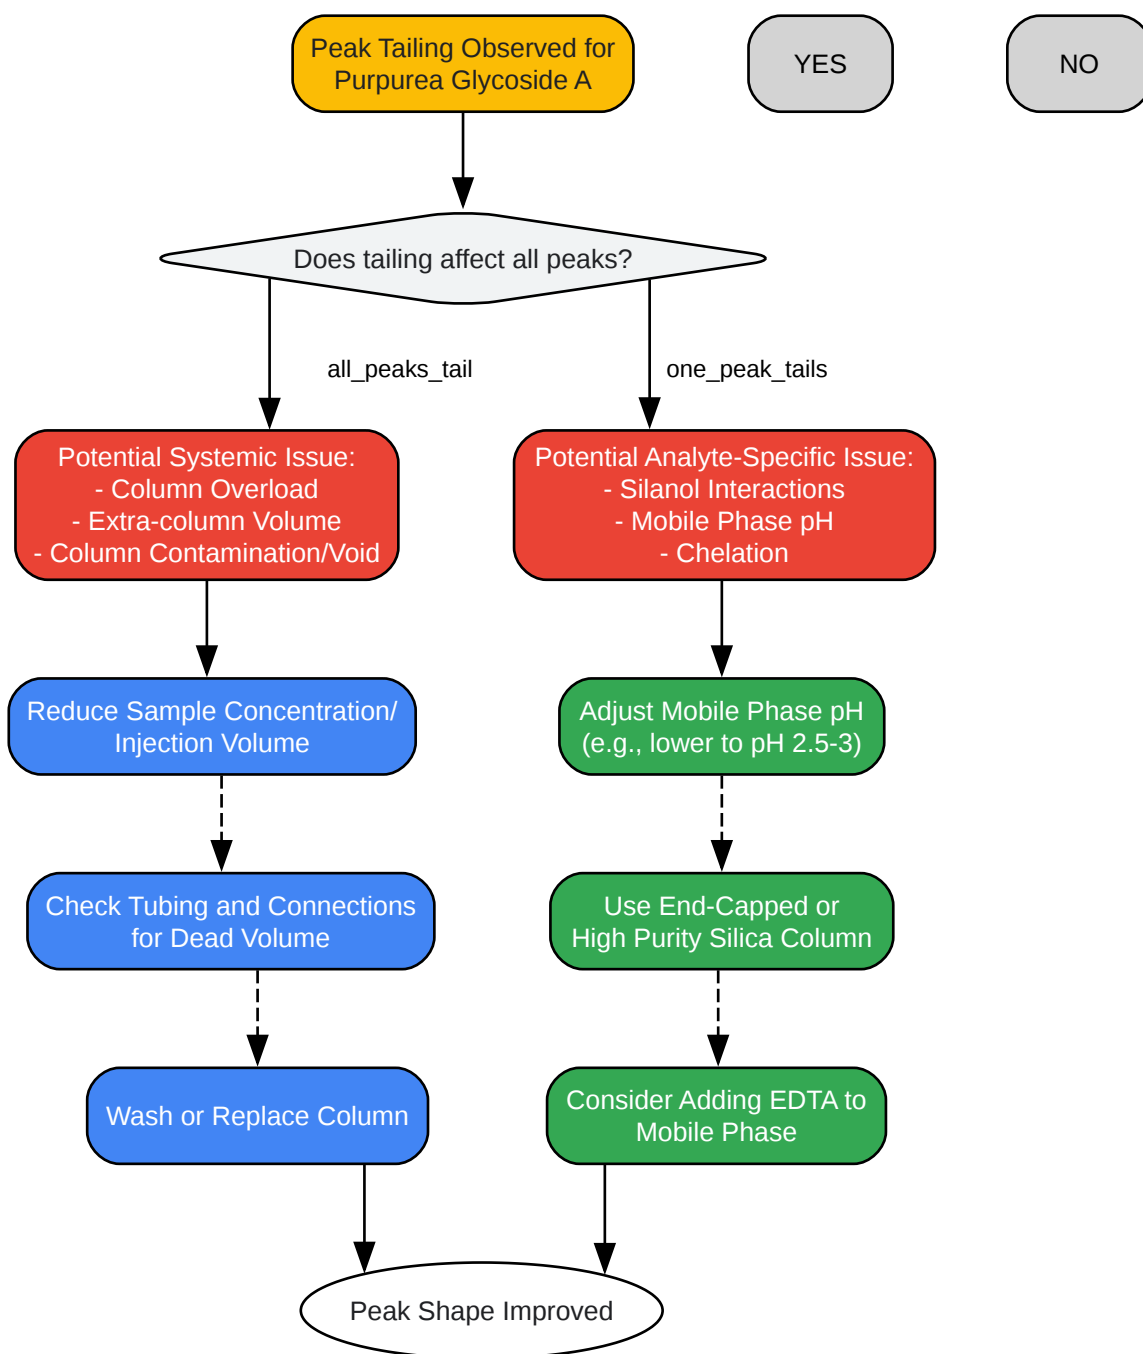 Peak Tailing Observed for
Purpurea Glycoside A
YES
NO
Does tailing affect all peaks?
all_peaks_tail
one_peak_tails
Potential Systemic Issue:
- Column Overload
- Extra-column Volume
- Column Contamination/Void
Potential Analyte-Specific Issue:
- Silanol Interactions
- Mobile Phase pH
- Chelation
Reduce Sample Concentration/
Injection Volume
Adjust Mobile Phase pH
(e.g., lower to pH 2.5-3)
Check Tubing and Connections
for Dead Volume
Use End-Capped or
High Purity Silica Column
Wash or Replace Column
Consider Adding EDTA to
Mobile Phase
Peak Shape Improved